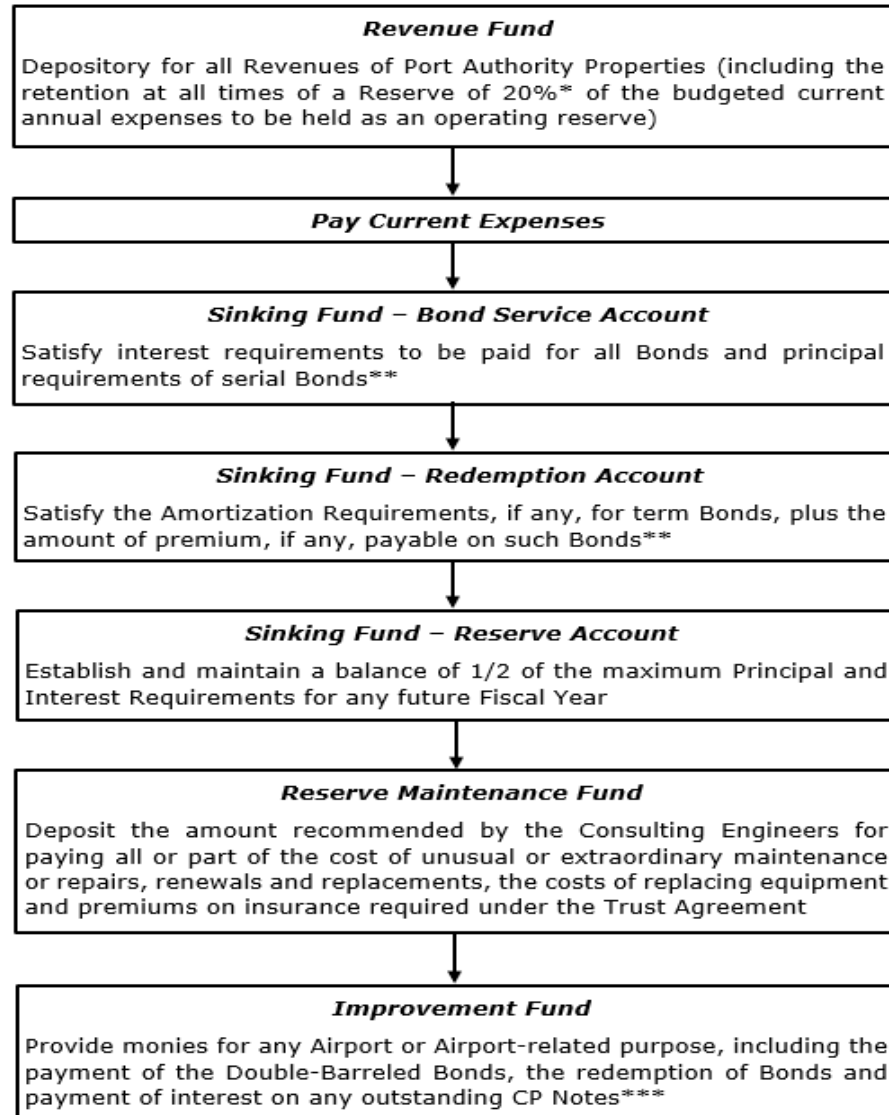 Revenue Fund
Depository for all Revenues of Port Authority Properties (including the
retention at all times of a Reserve of 20%* of the budgeted current
annual expenses to be held as an operating reserve)
Pay Current Expenses
Sinking Fund – Bond Service Account
Satisfy interest requirements to be paid for all Bonds and principal
requirements of serial Bonds**
Sinking Fund – Redemption Account
Satisfy the Amortization Requirements, if any, for term Bonds, plus the
amount of premium, if any, payable on such Bonds**
Sinking Fund – Reserve Account
Establish and maintain a balance of 1/2 of the maximum Principal and
Interest Requirements for any future Fiscal Year
Reserve Maintenance Fund
Deposit the amount recommended by the Consulting Engineers for
paying all or part of the cost of unusual or extraordinary maintenance
or repairs, renewals and replacements, the costs of replacing equipment
and premiums on insurance required under the Trust Agreement
Improvement Fund
Provide monies for any Airport or Airport-related purpose, including the
payment of the Double-Barreled Bonds, the redemption of Bonds and
payment of interest on any outstanding CP Notes***